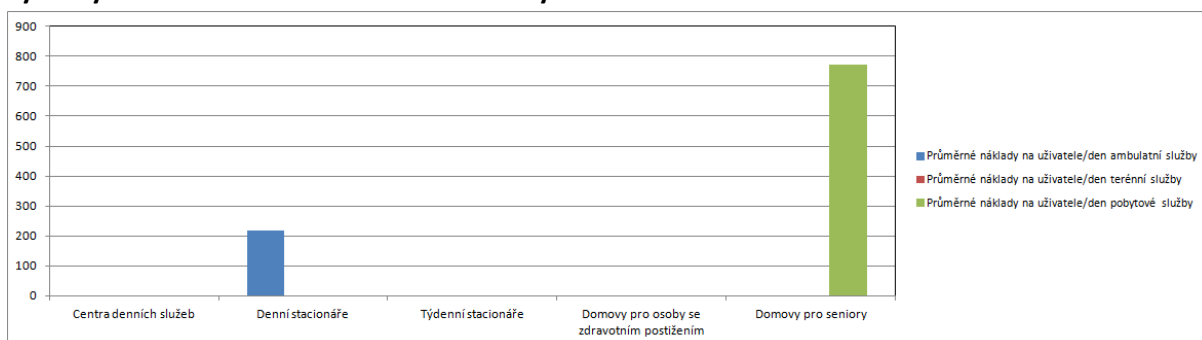 900
800
700
600
500
400
300
200
100
0
Centra denních služeb
Denní stacionáře
Týdenní stacionáře
Domovy pro osoby se
zdravotním postižením
Domovy pro seniory
Průměrné náklady na uživatele/den ambulatní služby
Průměrné náklady na uživatele/den terénní služby
Průměrné náklady na uživatele/den pobytové služby